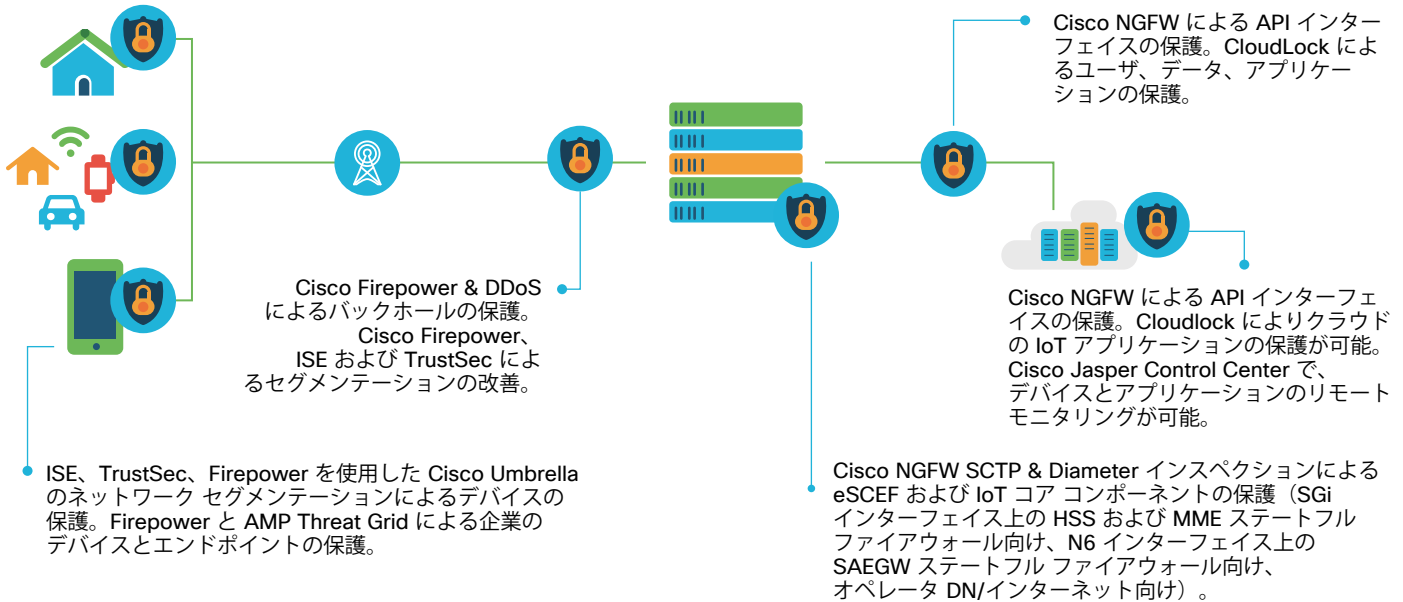 Cisco NGFW による API インター
フェイスの保護。CloudLock によ
るユーザ、データ、アプリケー
ションの保護。
Cisco Firepower & DDoS
によるバックホールの保護。
Cisco Firepower、
ISE および TrustSec によ
るセグメンテーションの改善。
Cisco NGFW による API インターフェ
イスの保護。Cloudlock によりクラウド
の IoT アプリケーションの保護が可能。
Cisco Jasper Control Center で、
デバイスとアプリケーションのリモート
モニタリングが可能。
ISE、TrustSec、Firepower を使用した Cisco Umbrella
のネットワーク セグメンテーションによるデバイスの
保護。Firepower と AMP Threat Grid による企業の
デバイスとエンドポイントの保護。
Cisco NGFW SCTP & Diameter インスペクションによる
eSCEF および IoT コア コンポーネントの保護（SGi
インターフェイス上の HSS および MME ステートフル
ファイアウォール向け、N6 インターフェイス上の
SAEGW ステートフル ファイアウォール向け、
オペレータ DN/インターネット向け）。